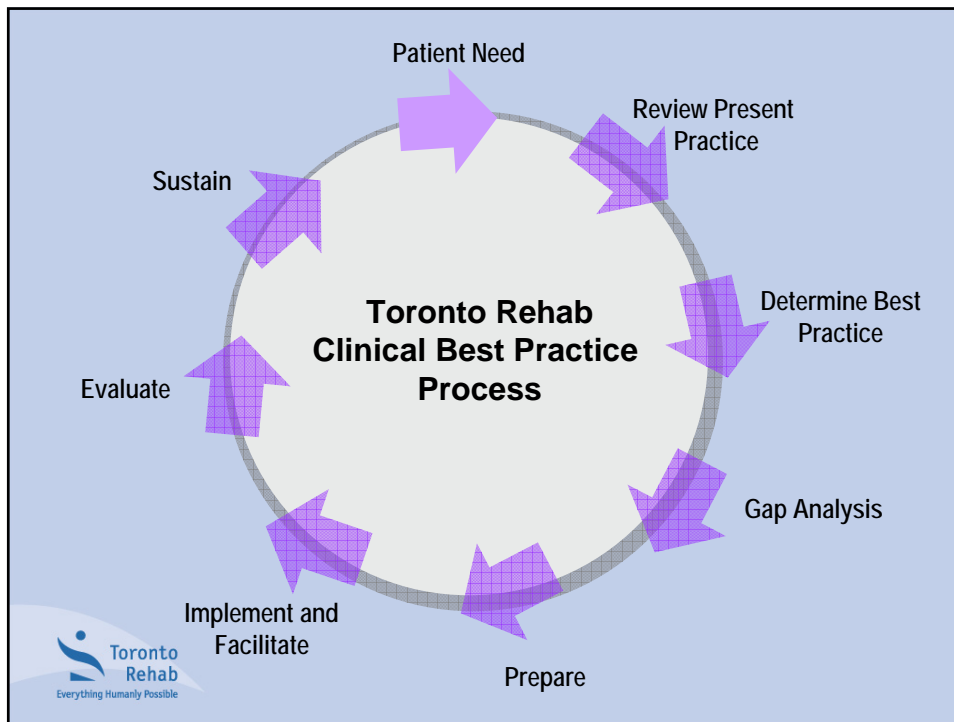 Patient Need
Review Present
Practice
Determine Best
Practice
Gap Analysis
Prepare
Implement and
Facilitate
Evaluate
Sustain
Toronto Rehab
Clinical Best Practice
Process
Toronto
Rehab
Everything Humanly Possible